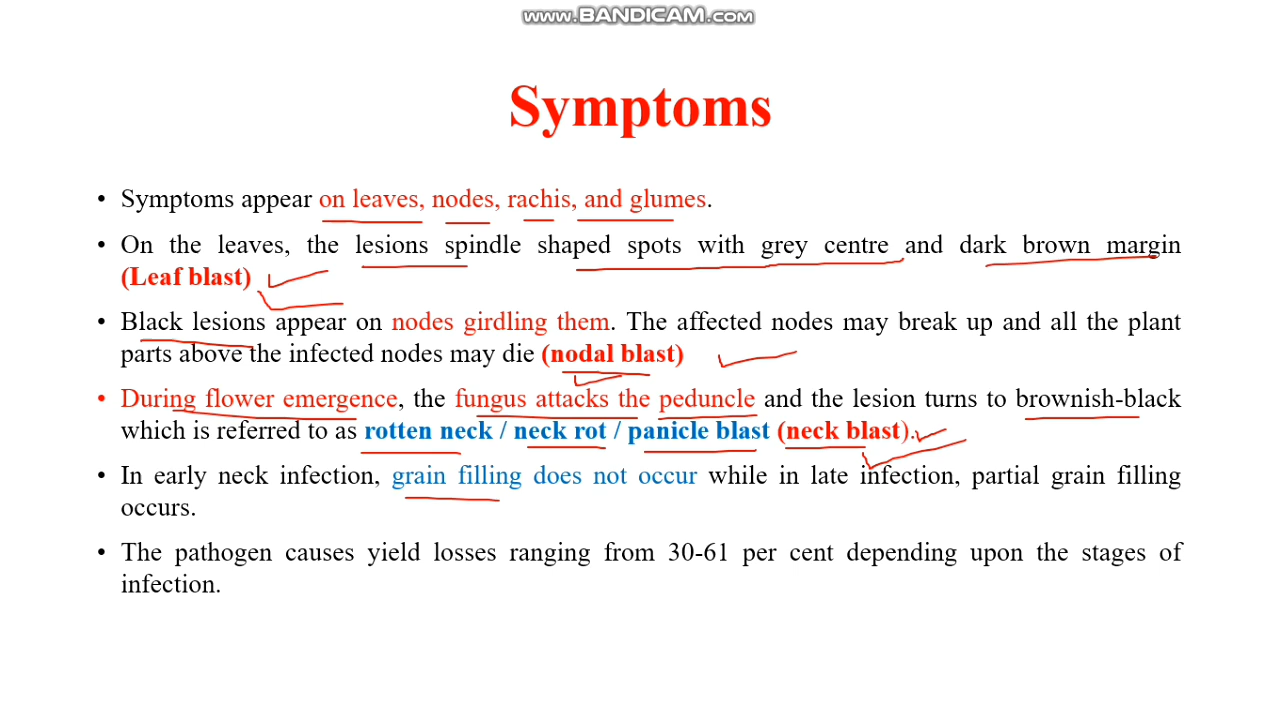 www.BANDICAM.com
Symptoms
• Symptoms appear on leaves, nodes, rachis, and glumes.
• On the leaves, the lesions spindle shaped spots with grey centre and dark brown margin
(Leaf blast)
• Black lesions appear on nodes girdling them. The affected nodes may break up and all the plant
parts above the infected nodes may die (nodal blast)
• During flower emergence, the fungus attacks the peduncle and the lesion turns to brownish-black
which is referred to as rotten neck / neck rot / panicle blast (neck blast).
• In early neck infection, grain filling does not occur while in late infection, partial grain filling
occurs.
• The pathogen causes yield losses ranging from 30-61 per cent depending upon the stages of
infection.